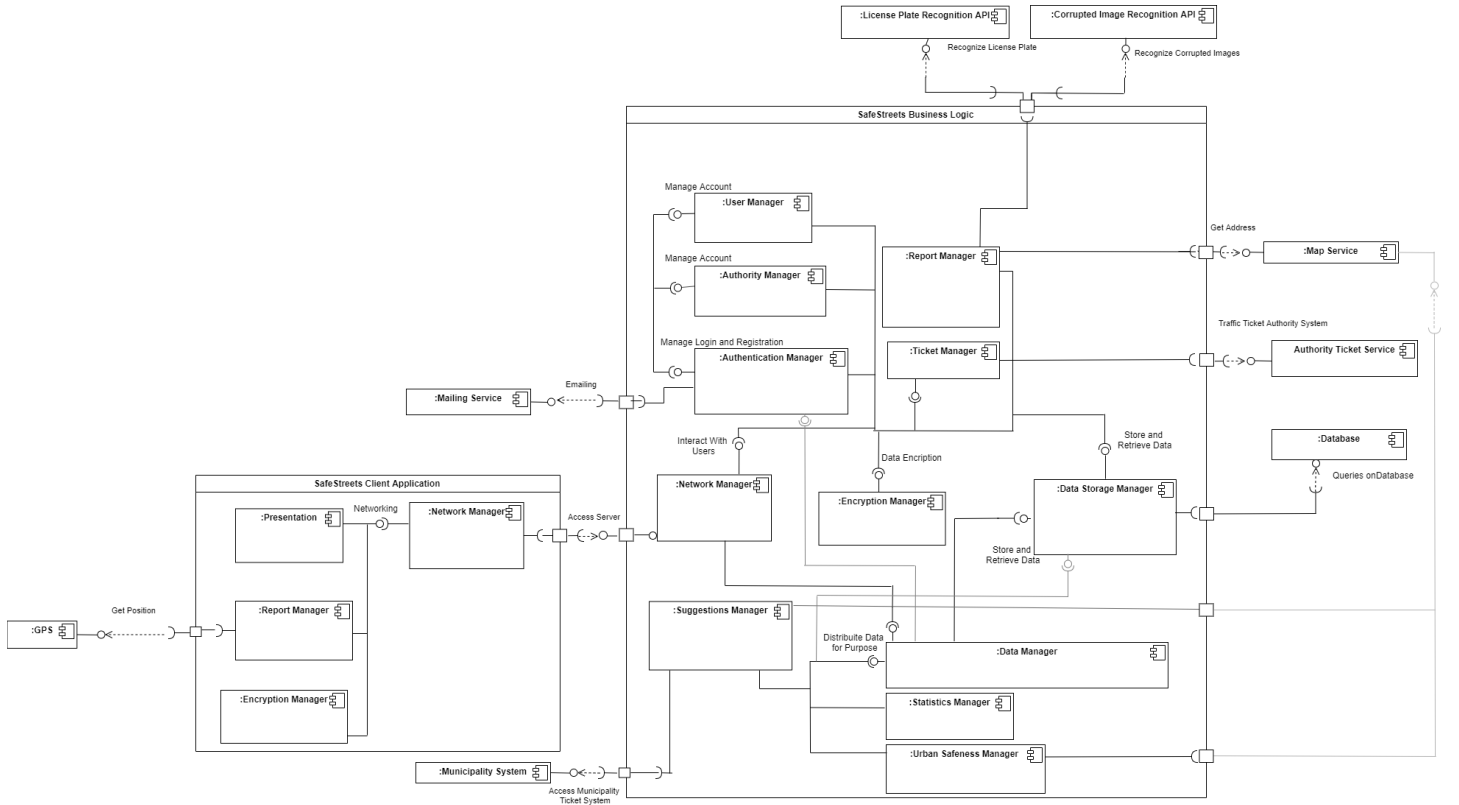 :License Plate Recognition API
:Corrupted Image Recognition API
Recognize License Plate
Recognize Corrupted Images
SafeStreets Business Logic
Manage Account
:User Manager
Get Address
:Report Manager
:Map Service
Manage Account
:Authority Manager
Traffic Ticket Authority System
Manage Login and Registration
:Authentication Manager
:Ticket Manager
Authority Ticket Service
Emailing
:Mailing Service
Interact With
Users
Store and
Retrieve Data
:Database
Data Encription
Queries onDatabase
SafeStreets Client Application
:Network Manager
:Encryption Manager
:Data Storage Manager
:Presentation
Networking
:Network Manager
Access Server
Store and
Retrieve Data
Get Position
:Report Manager
:GPS
:Suggestions Manager
Distribuite Data
for Purpose
:Data Manager
:Encryption Manager
:Statistics Manager
:Urban Safeness Manager
:Municipality System
Access Municipality
Ticket System